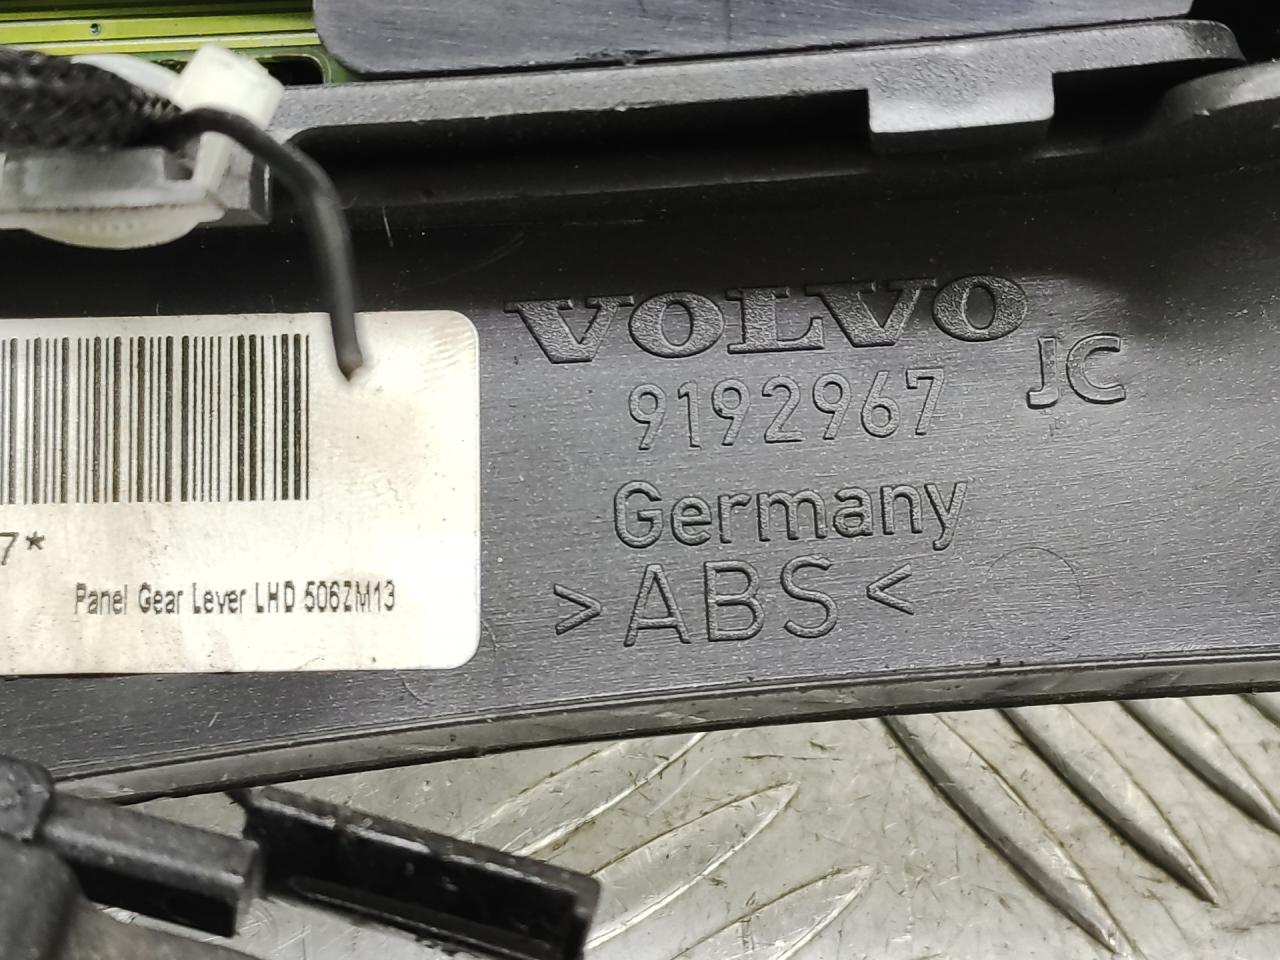 VOLVO
JC
9192967
Germany
>ABS<
7*
Panel Gear Lever LHD 506ZM13